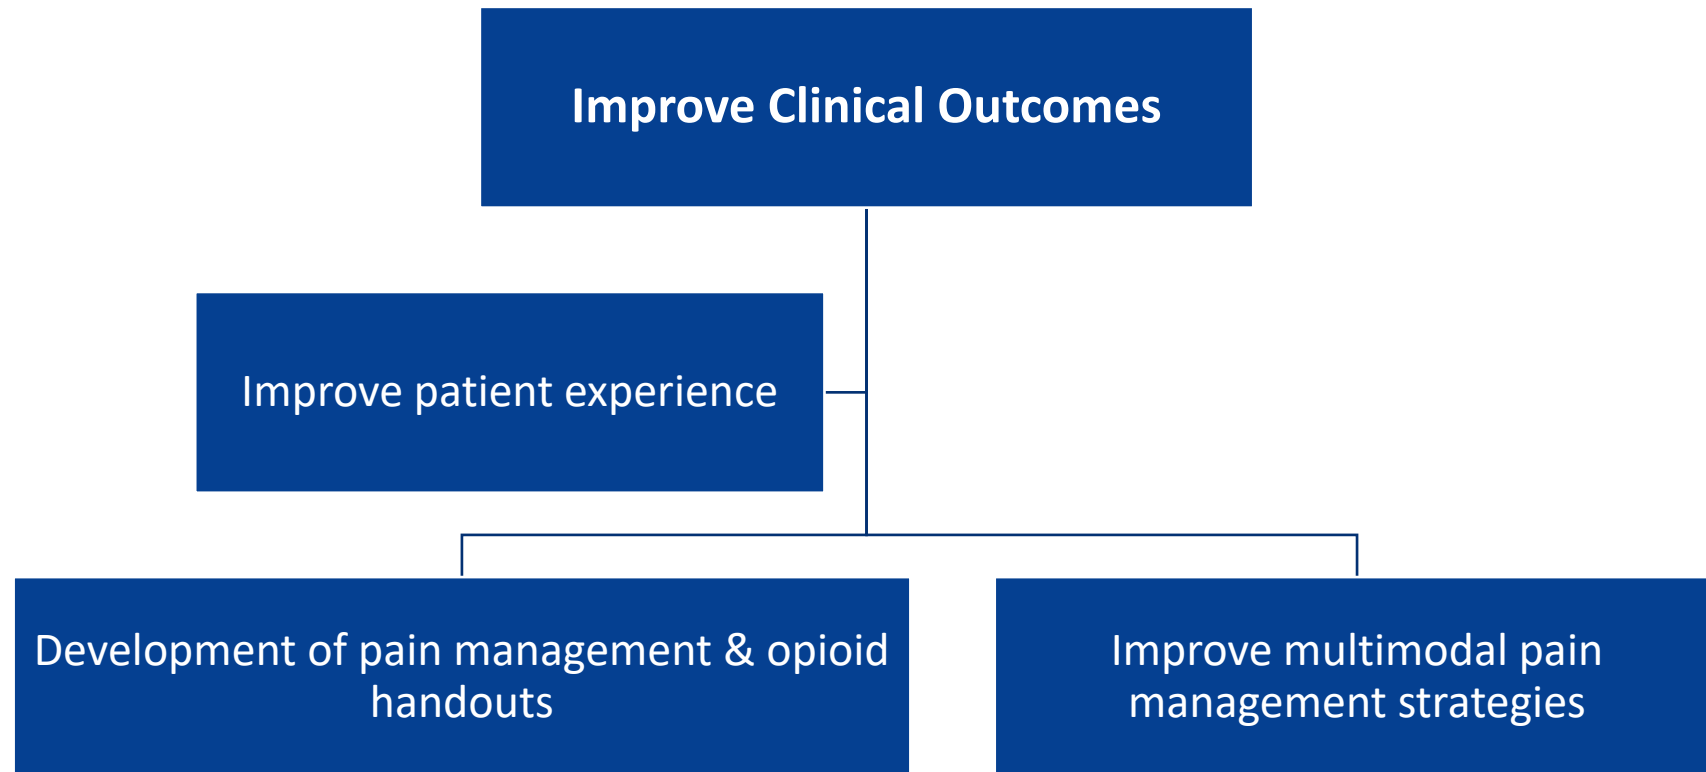 Improve Clinical Outcomes
Improve patient experience
Development of pain management & opioid
handouts
Improve multimodal pain
management strategies